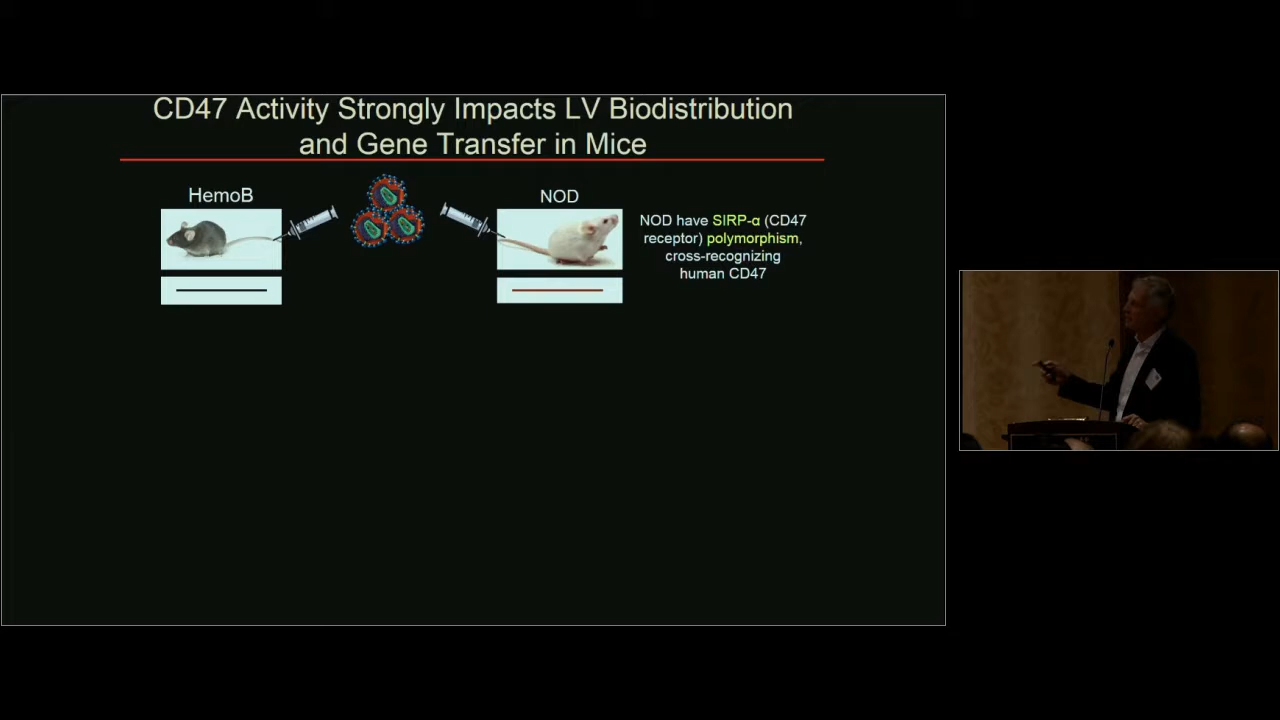 CD47 Activity Strongly Impacts LV Biodistribution
and Gene Transfer in Mice
HemoB
NOD
NOD have SIRP-α (CD47
receptor) polymorphism,
cross-recognizing
human CD47